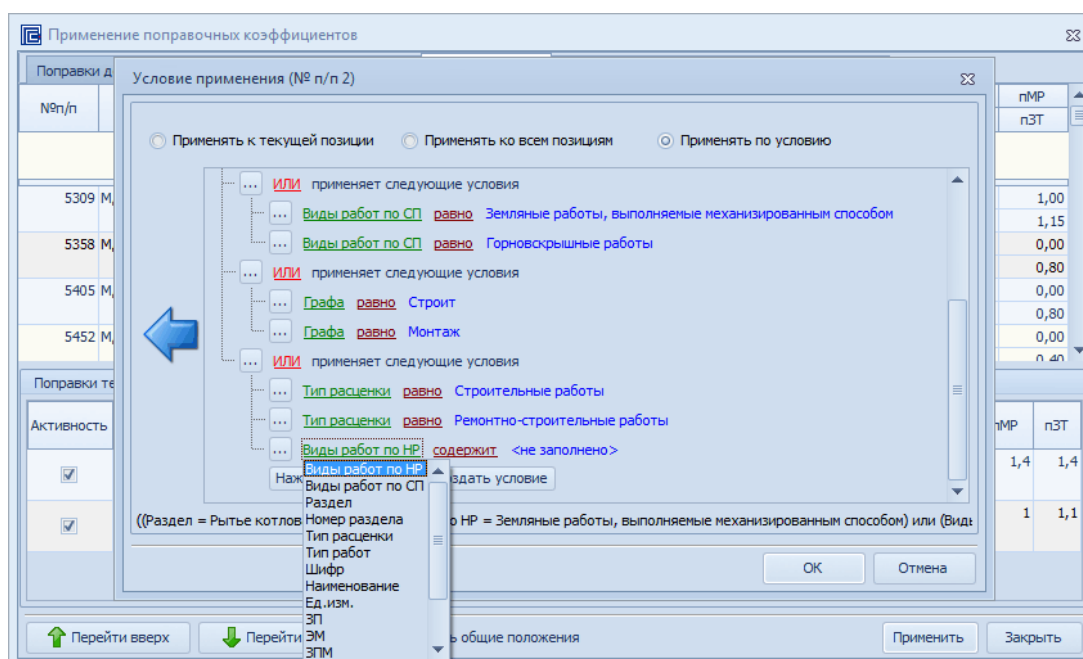 Применение поправочных коэффициентов
Поправки д
Условие применения (№ п/п 2)
№п/п
пМР
пЗТ
Применять к текущей позиции Применять ко всем позициям Применять по условию
... ИЛИ применяет следующие условия
... Виды работ по СП равно Земляные работы, выполняемые механизированным способом
... Виды работ по СП равно Горновскрышные работы
... ИЛИ применяет следующие условия
... Графа равно Строит
... Графа равно Монтаж
... ИЛИ применяет следующие условия
... Тип расценки равно Строительные работы
... Тип расценки равно Ремонтно-строительные работы
... Виды работ по НР содержит <не заполнено>
Наж здать условие
5309 М,
5358 М,
5405 М,
5452 М,
1,00
1,15
0,00
0,80
0,00
0,80
0,00
0,40
Виды работ по НР
Виды работ по СП
Раздел
Номер раздела
Тип расценки
Тип работ
Шифр
Наименование
Ед.изм.
ЗП
ЭМ
ЗПМ
((Раздел = Рытье котлов о НР = Земляные работы, выполняемые механизированным способом) или (Виды
ОК Отмена
Поправки те
Активность
пМР пЗТ
1,4 1,4
1 1,1
Перейти вверх Перейти ь общие положения Применить Закрыть